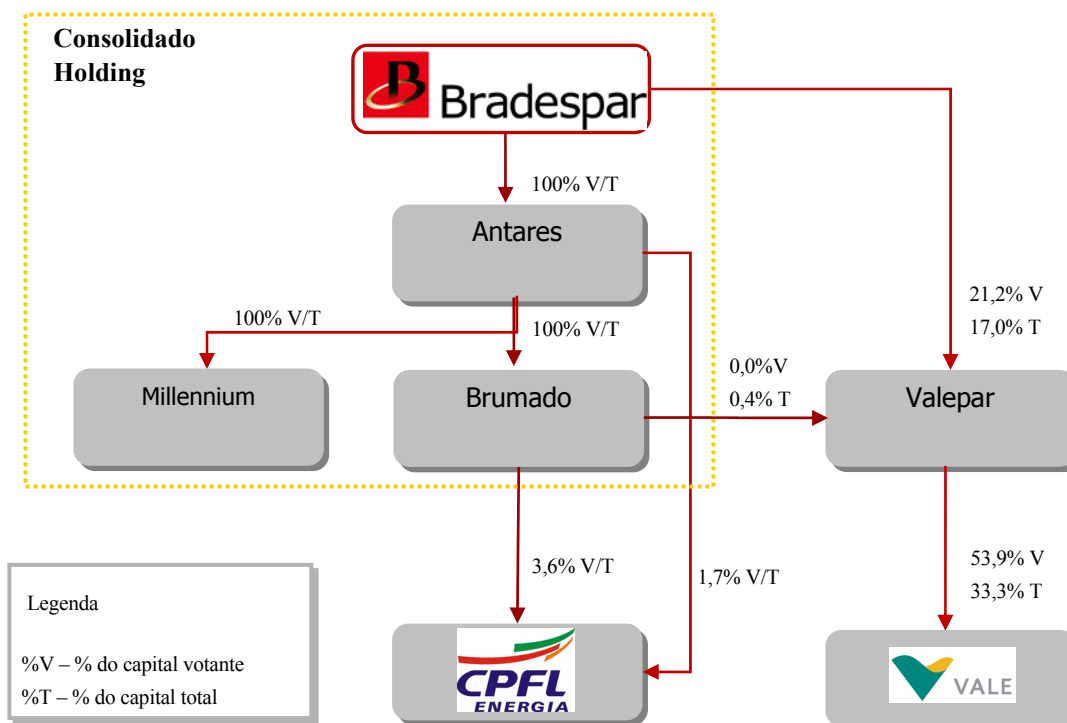 Consolidado
Holding
B
Bradespar
100% V/T
Antares
100% V/T
100% V/T
21,2% V
17,0% T
Millennium
Brumado
0,0%V
0,4% T
Valepar
3,6% V/T
1,7% V/T
53,9% V
33,3% T
Legenda
%V – % do capital votante
%T – % do capital total
CPFL
ENERGIA
VALE